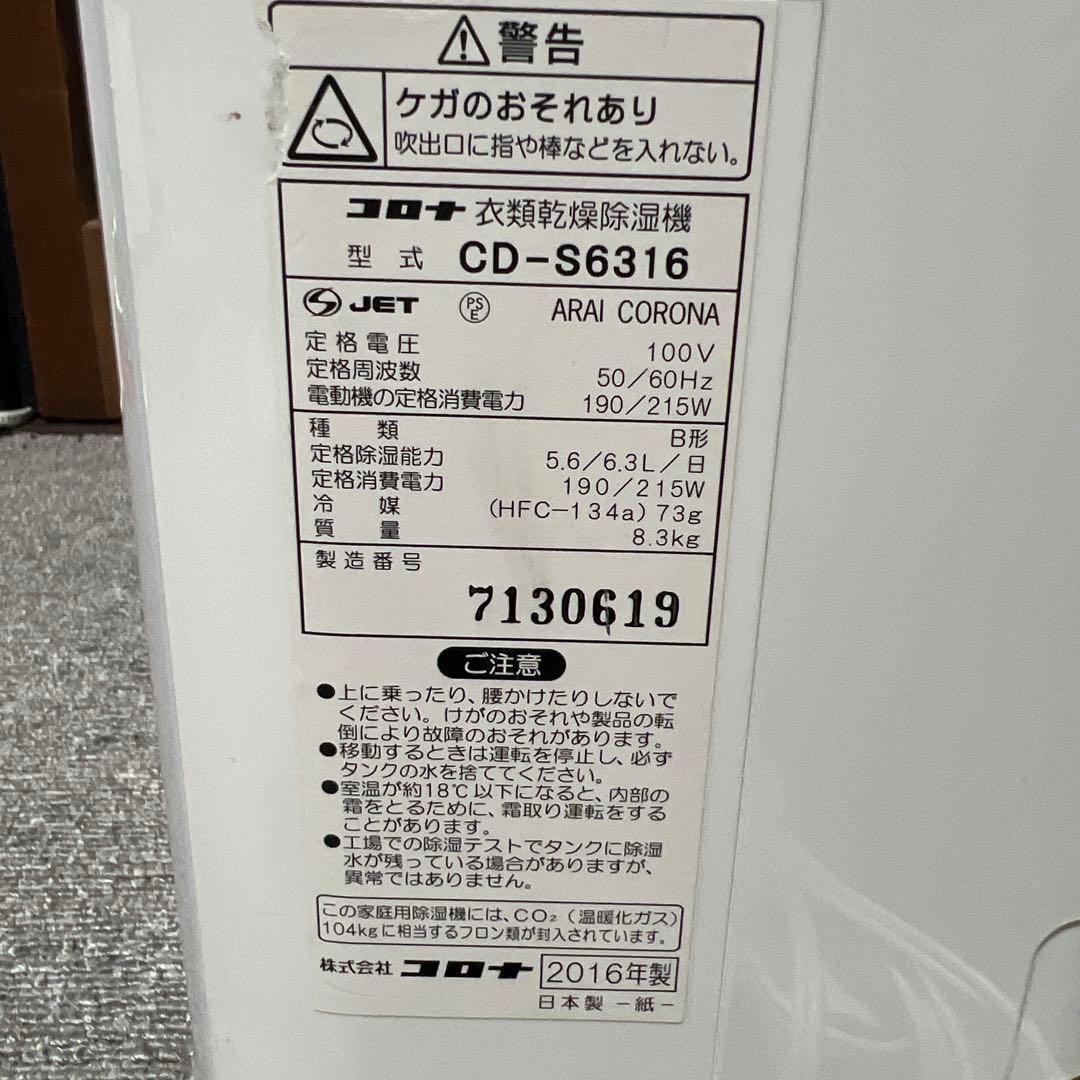 警告
ケガのおそれあり
吹出口に指や棒などを入れない。
コロナ 衣類乾燥除湿機
型式 CD-S6316
JET PSE ARAI CORONA
定格電圧 100V
定格周波数 50/60Hz
電動機の定格消費電力 190/215W
種類 B形
定格除湿能力 5.6/6.3L/日
定格消費電力 190/215W
冷媒 (HFC-134a) 73g
質量 8.3kg
製造番号
7130619
ご注意
●上に乗ったり、腰かけたりしないで
ください。けがのおそれや製品の転
倒により故障のおそれがあります。
●移動するときは運転を停止し、必ず
タンクの水を捨ててください。
●室温が約18℃以下になると、内部の
霜をとるために、霜取り運転をする
ことがあります。
●工場での除湿テストでタンクに除湿
水が残っている場合がありますが、
異常ではありません。
この家庭用除湿機には、CO₂(温暖化ガス)
104kgに相当するフロン類が封入されています。
株式会社 コロナ 2016年製
日本製 -紙-